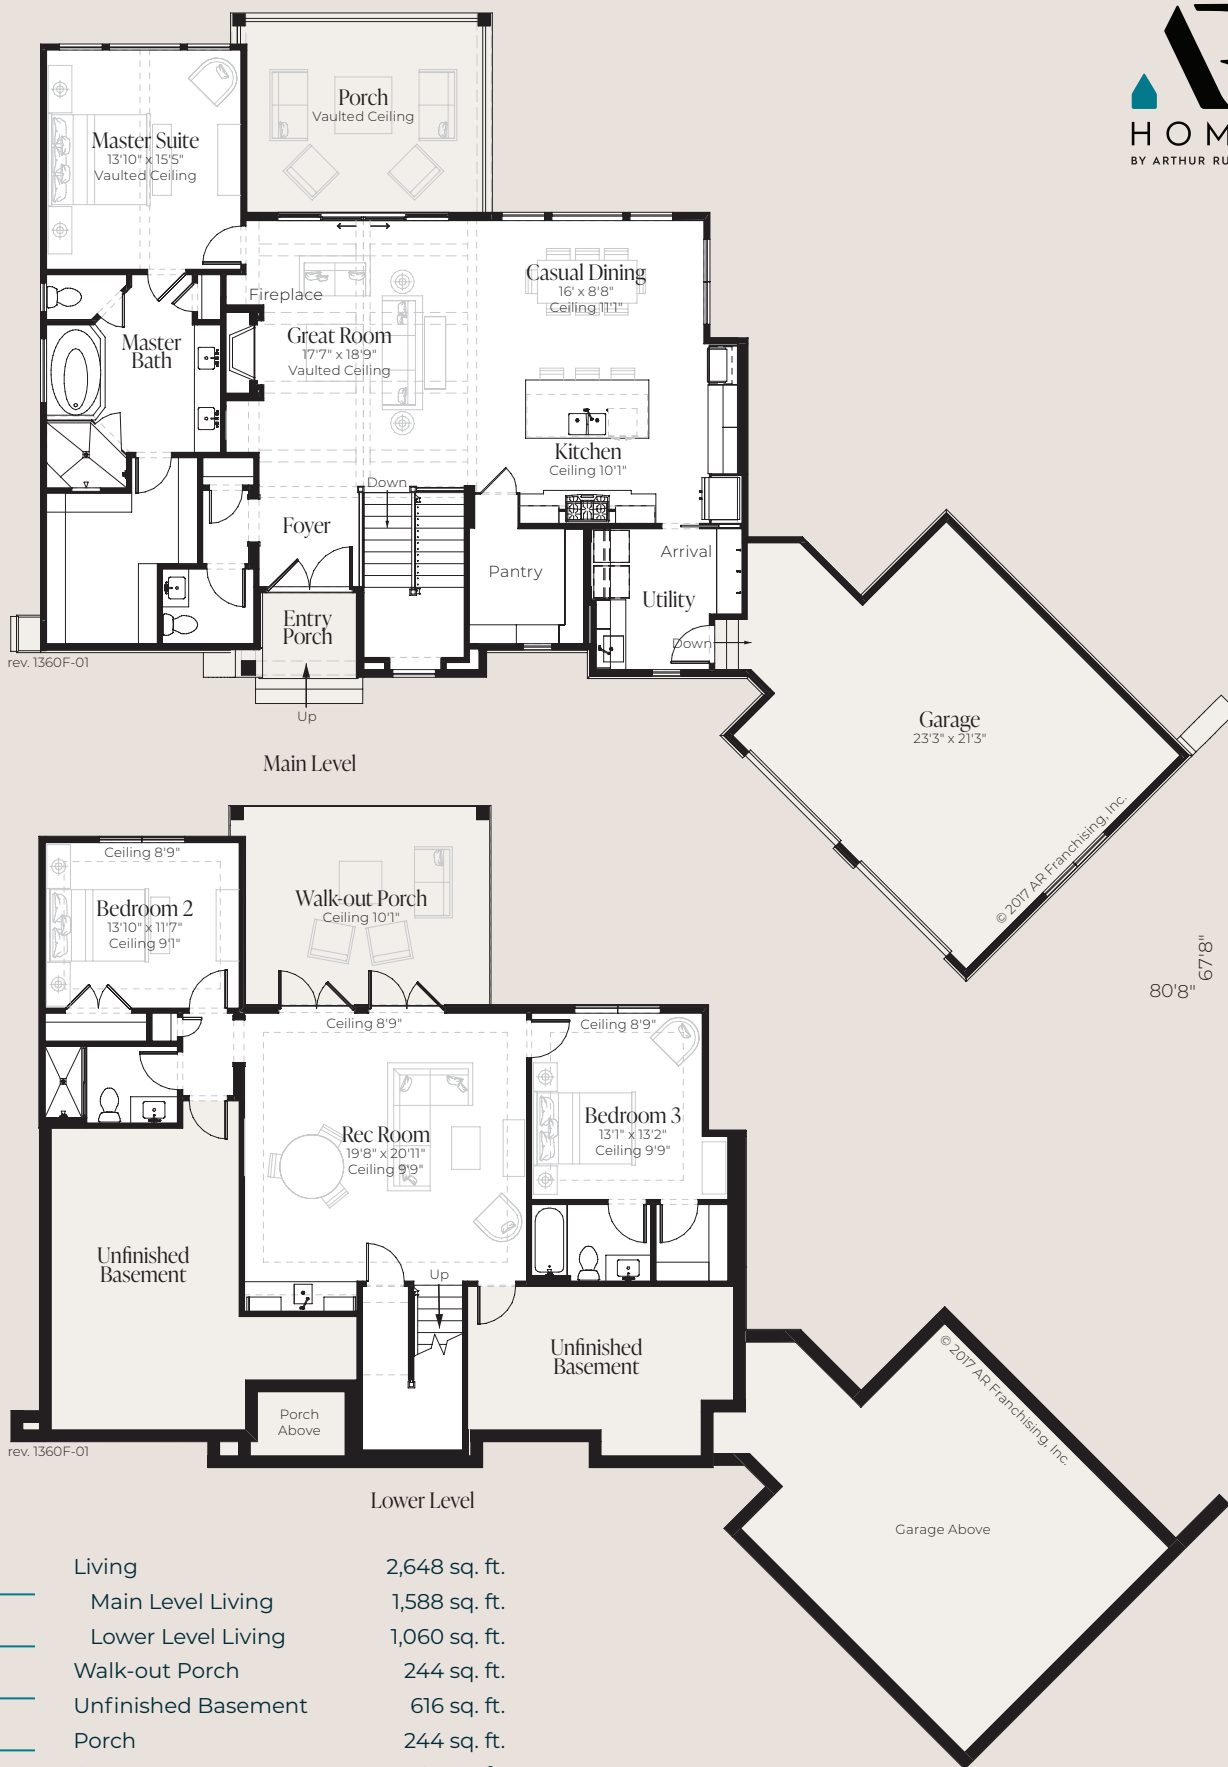 HOM
BY ARTHUR RU
Porch
Vaulted Ceiling
Master Suite
13'10" x 15'5"
Vaulted Ceiling
Casual Dining
16' x 8'8"
Ceiling 11'1"
Fireplace
Great Room
17'7" x 18'9"
Vaulted Ceiling
Master
Bath
Kitchen
Ceiling 10'1"
Down
Foyer
Pantry
Arrival
Utility
Down
Entry
Porch
rev. 1360F-01
Up
Garage
23'3" x 21'3"
© 2017 AR Franchising, Inc.
Main Level
80'8"
67'8"
Ceiling 8'9"
Bedroom 2
13'10" x 11'7"
Ceiling 9'1"
Walk-out Porch
Ceiling 10'1"
Ceiling 8'9"
Ceiling 8'9"
Rec Room
19'8" x 20'11"
Ceiling 9'9"
Bedroom 3
13'1" x 13'2"
Ceiling 9'9"
Unfinished
Basement
Up
Unfinished
Basement
Porch
Above
rev. 1360F-01
© 2017 AR Franchising, Inc.
Garage Above
Lower Level
Living 2,648 sq. ft.
Main Level Living 1,588 sq. ft.
Lower Level Living 1,060 sq. ft.
Walk-out Porch 244 sq. ft.
Unfinished Basement 616 sq. ft.
Porch 244 sq. ft.